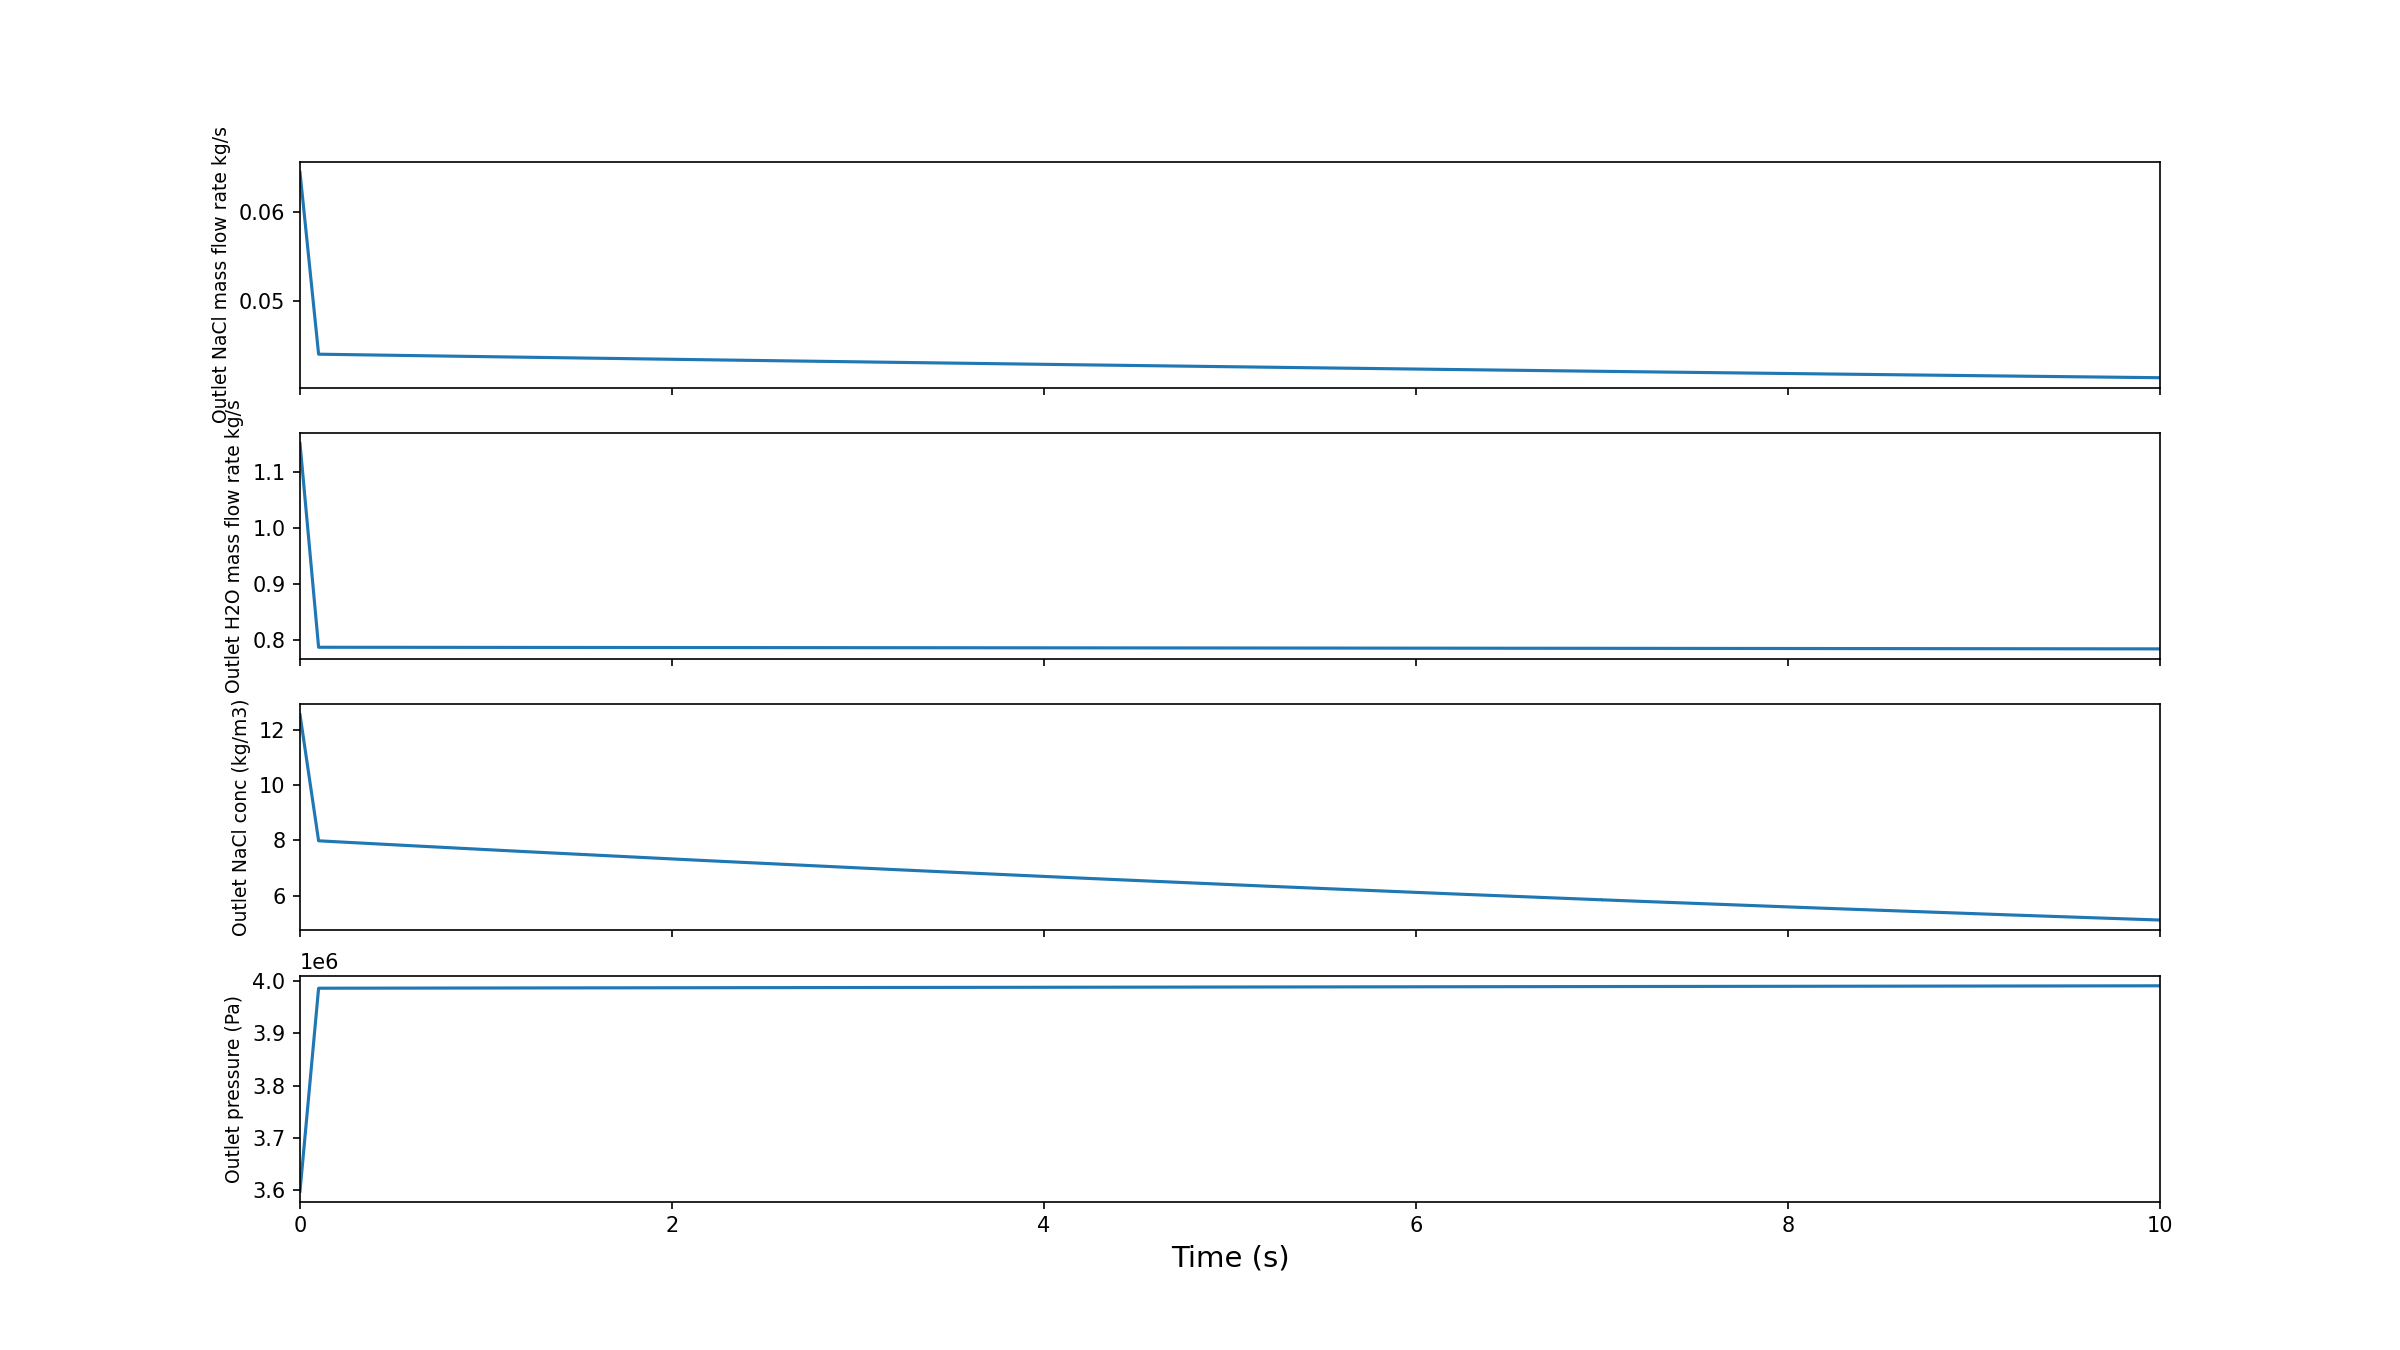 Outlet NaCl mass flow rate kg/s
0.06
0.05
Outlet H2O mass flow rate kg/s
1.1
1.0
0.9
0.8
Outlet NaCl conc (kg/m3)
12
10
8
6
1e6
Outlet pressure (Pa)
4.0
3.9
3.8
3.7
3.6
0 2 4 6 8 10
Time (s)